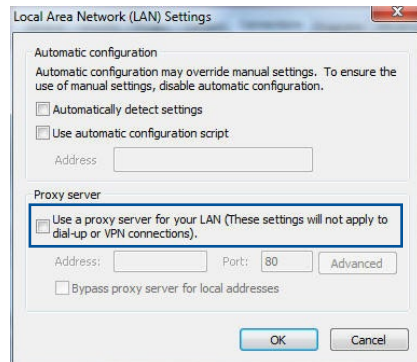 Local Area Network (LAN) Settings
Automatic configuration
Automatic configuration may override manual settings. To ensure the
use of manual settings, disable automatic configuration.
Automatically detect settings
Use automatic configuration script
Address
Proxy server
Use a proxy server for your LAN (These settings will not apply to
dial-up or VPN connections).
Address: Port: 80 Advanced
Bypass proxy server for local addresses
OK Cancel